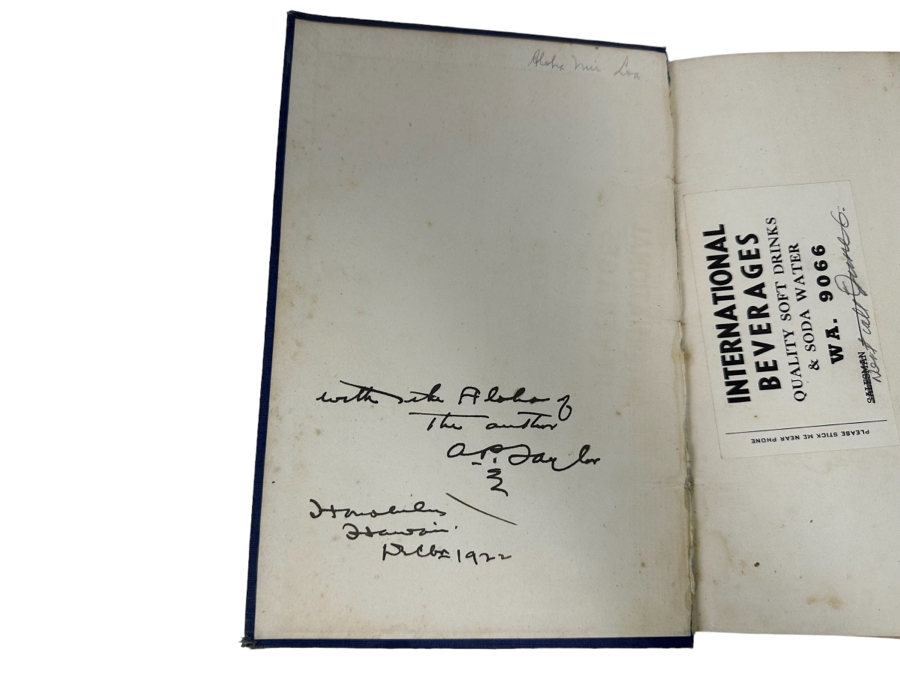 Aloha Nui Loa
with the Aloha of
The author
A.P. Taylor
Honolulu
Hawaii.
1922
INTERNATIONAL
BEVERAGES
QUALITY SOFT DRINKS
& SODA WATER
WA. 9066
SALESMAN
PLEASE STICK ME NEAR PHONE